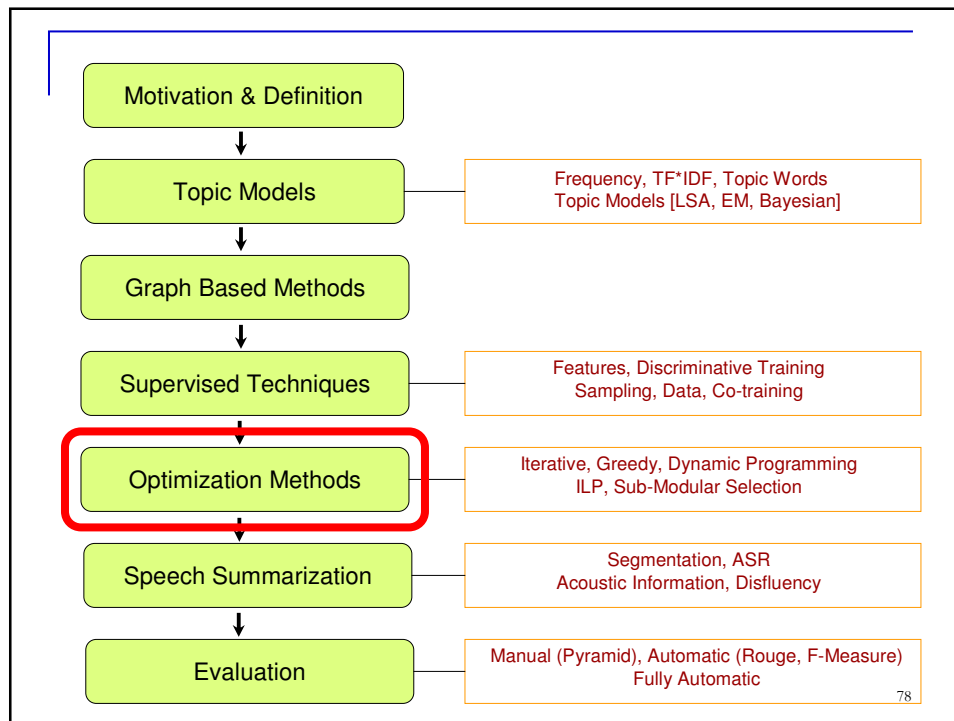 Motivation & Definition
Topic Models
Frequency, TF*IDF, Topic Words
Topic Models [LSA, EM, Bayesian]
Graph Based Methods
Supervised Techniques
Features, Discriminative Training
Sampling, Data, Co-training
Optimization Methods
Iterative, Greedy, Dynamic Programming
ILP, Sub-Modular Selection
Speech Summarization
Segmentation, ASR
Acoustic Information, Disfluency
Evaluation
Manual (Pyramid), Automatic (Rouge, F-Measure)
Fully Automatic
78